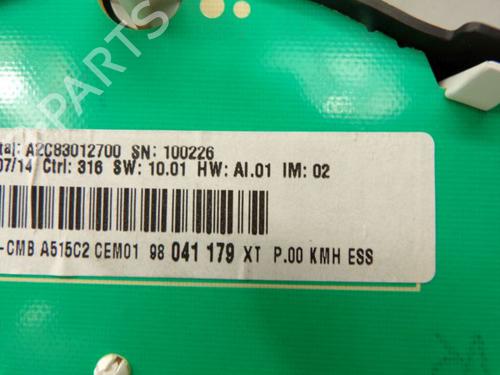 tal: A2C83012700 SN: 100226
07/14 Ctrl: 316 SW: 10.01 HW: AI.01 IM: 02
-CMB A515C2 CEM01 98 041 179 XT P.00 KMH ESS